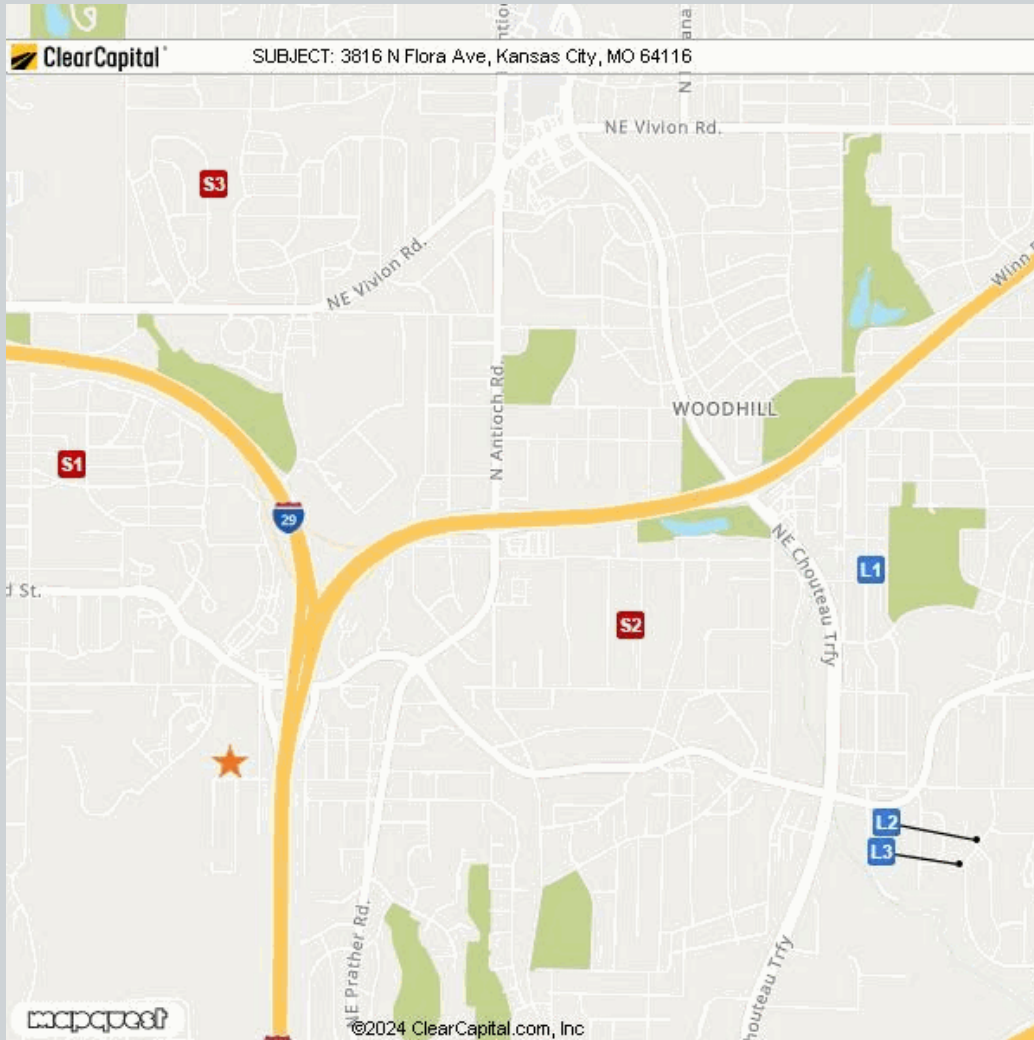 ClearCapital
SUBJECT: 3816 N Flora Ave, Kansas City, MO 64116
N
NE Vivion Rd.
S3
NE Vivion Rd.
Winn
N Antioch Rd.
WOODHILL
S1
29
NE Chouteau Trfy
L1
d St.
S2
L2
L3
NE Prather Rd.
houteau Trfy
mapquest
©2024 ClearCapital.com, Inc